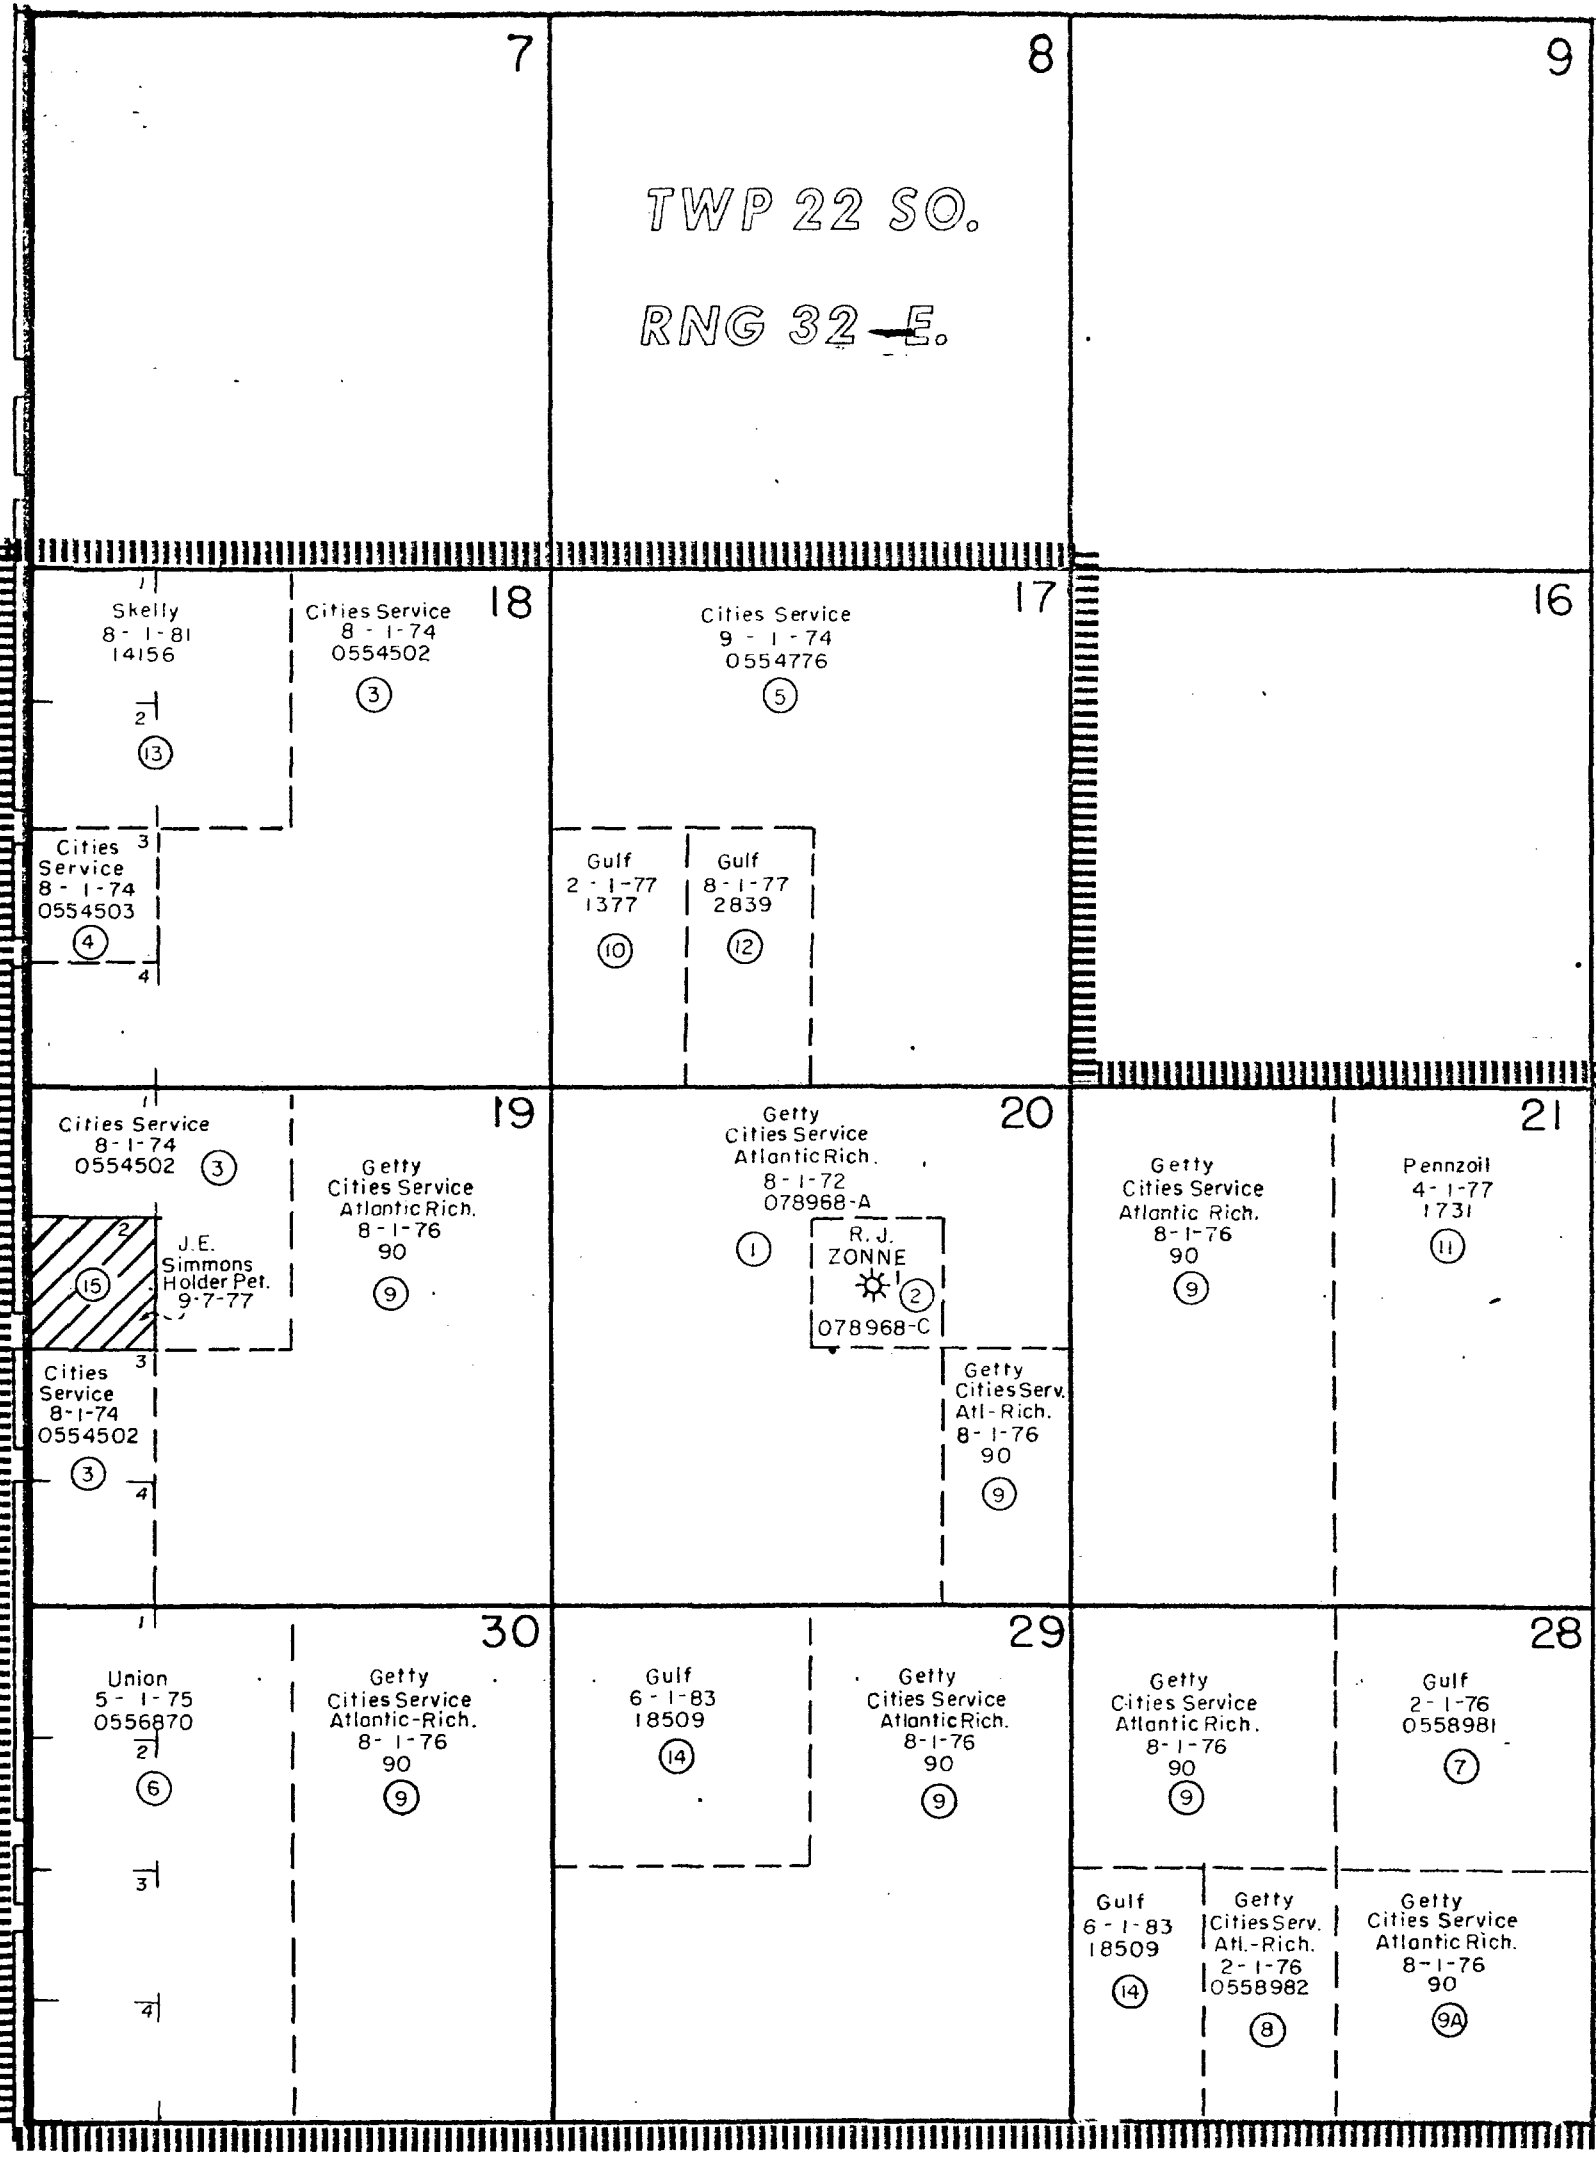 7
8
9
TWP 22 SO.
RNG 32-E.
18
1
Skelly
8-1-81
14156
2
13
Cities Service
8-1-74
0554502
3
3
Cities
Service
8-1-74
0554503
4
4
17
Cities Service
9-1-74
0554776
5
Gulf
2-1-77
1377
10
Gulf
8-1-77
2839
12
16
19
1
Cities Service
8-1-74
0554502
3
2
15
J.E.
Simmons
Holder Pet.
9-7-77
3
Cities
Service
8-1-74
0554502
3
4
Getty
Cities Service
Atlantic Rich.
8-1-76
90
9
20
Getty
Cities Service
Atlantic Rich.
8-1-72
078968-A
1
R. J.
ZONNE
1
2
078968-C
Getty
Cities Serv.
Atl-Rich.
8-1-76
90
9
21
Getty
Cities Service
Atlantic Rich.
8-1-76
90
9
Pennzoil
4-1-77
1731
11
30
1
Union
5-1-75
0556870
2
6
3
4
Getty
Cities Service
Atlantic-Rich.
8-1-76
90
9
29
Gulf
6-1-83
18509
14
Getty
Cities Service
Atlantic Rich.
8-1-76
90
9
28
Getty
Cities Service
Atlantic Rich.
8-1-76
90
9
Gulf
2-1-76
0558981
7
Gulf
6-1-83
18509
14
Getty
Cities Serv.
Atl.-Rich.
2-1-76
0558982
8
Getty
Cities Service
Atlantic Rich.
8-1-76
90
9A